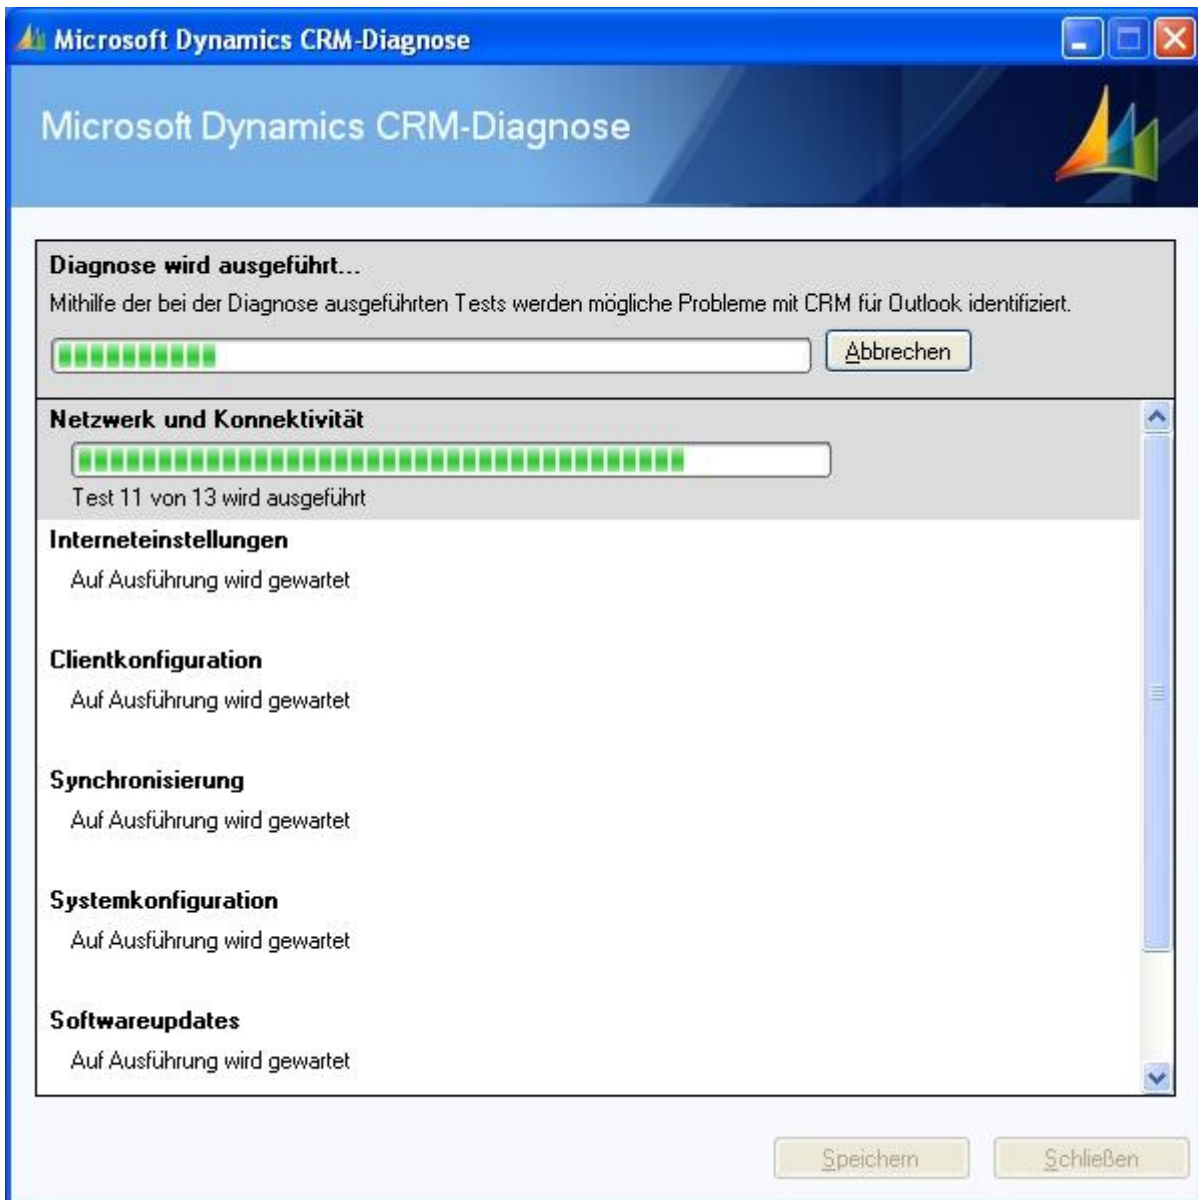 Microsoft Dynamics CRM-Diagnose
Microsoft Dynamics CRM-Diagnose
Diagnose wird ausgeführt...
Mithilfe der bei der Diagnose ausgeführten Tests werden mögliche Probleme mit CRM für Outlook identifiziert.
Abbrechen
Netzwerk und Konnektivität
Test 11 von 13 wird ausgeführt
Interneteinstellungen
Auf Ausführung wird gewartet
Clientkonfiguration
Auf Ausführung wird gewartet
Synchronisierung
Auf Ausführung wird gewartet
Systemkonfiguration
Auf Ausführung wird gewartet
Softwareupdates
Auf Ausführung wird gewartet
Speichern
Schließen